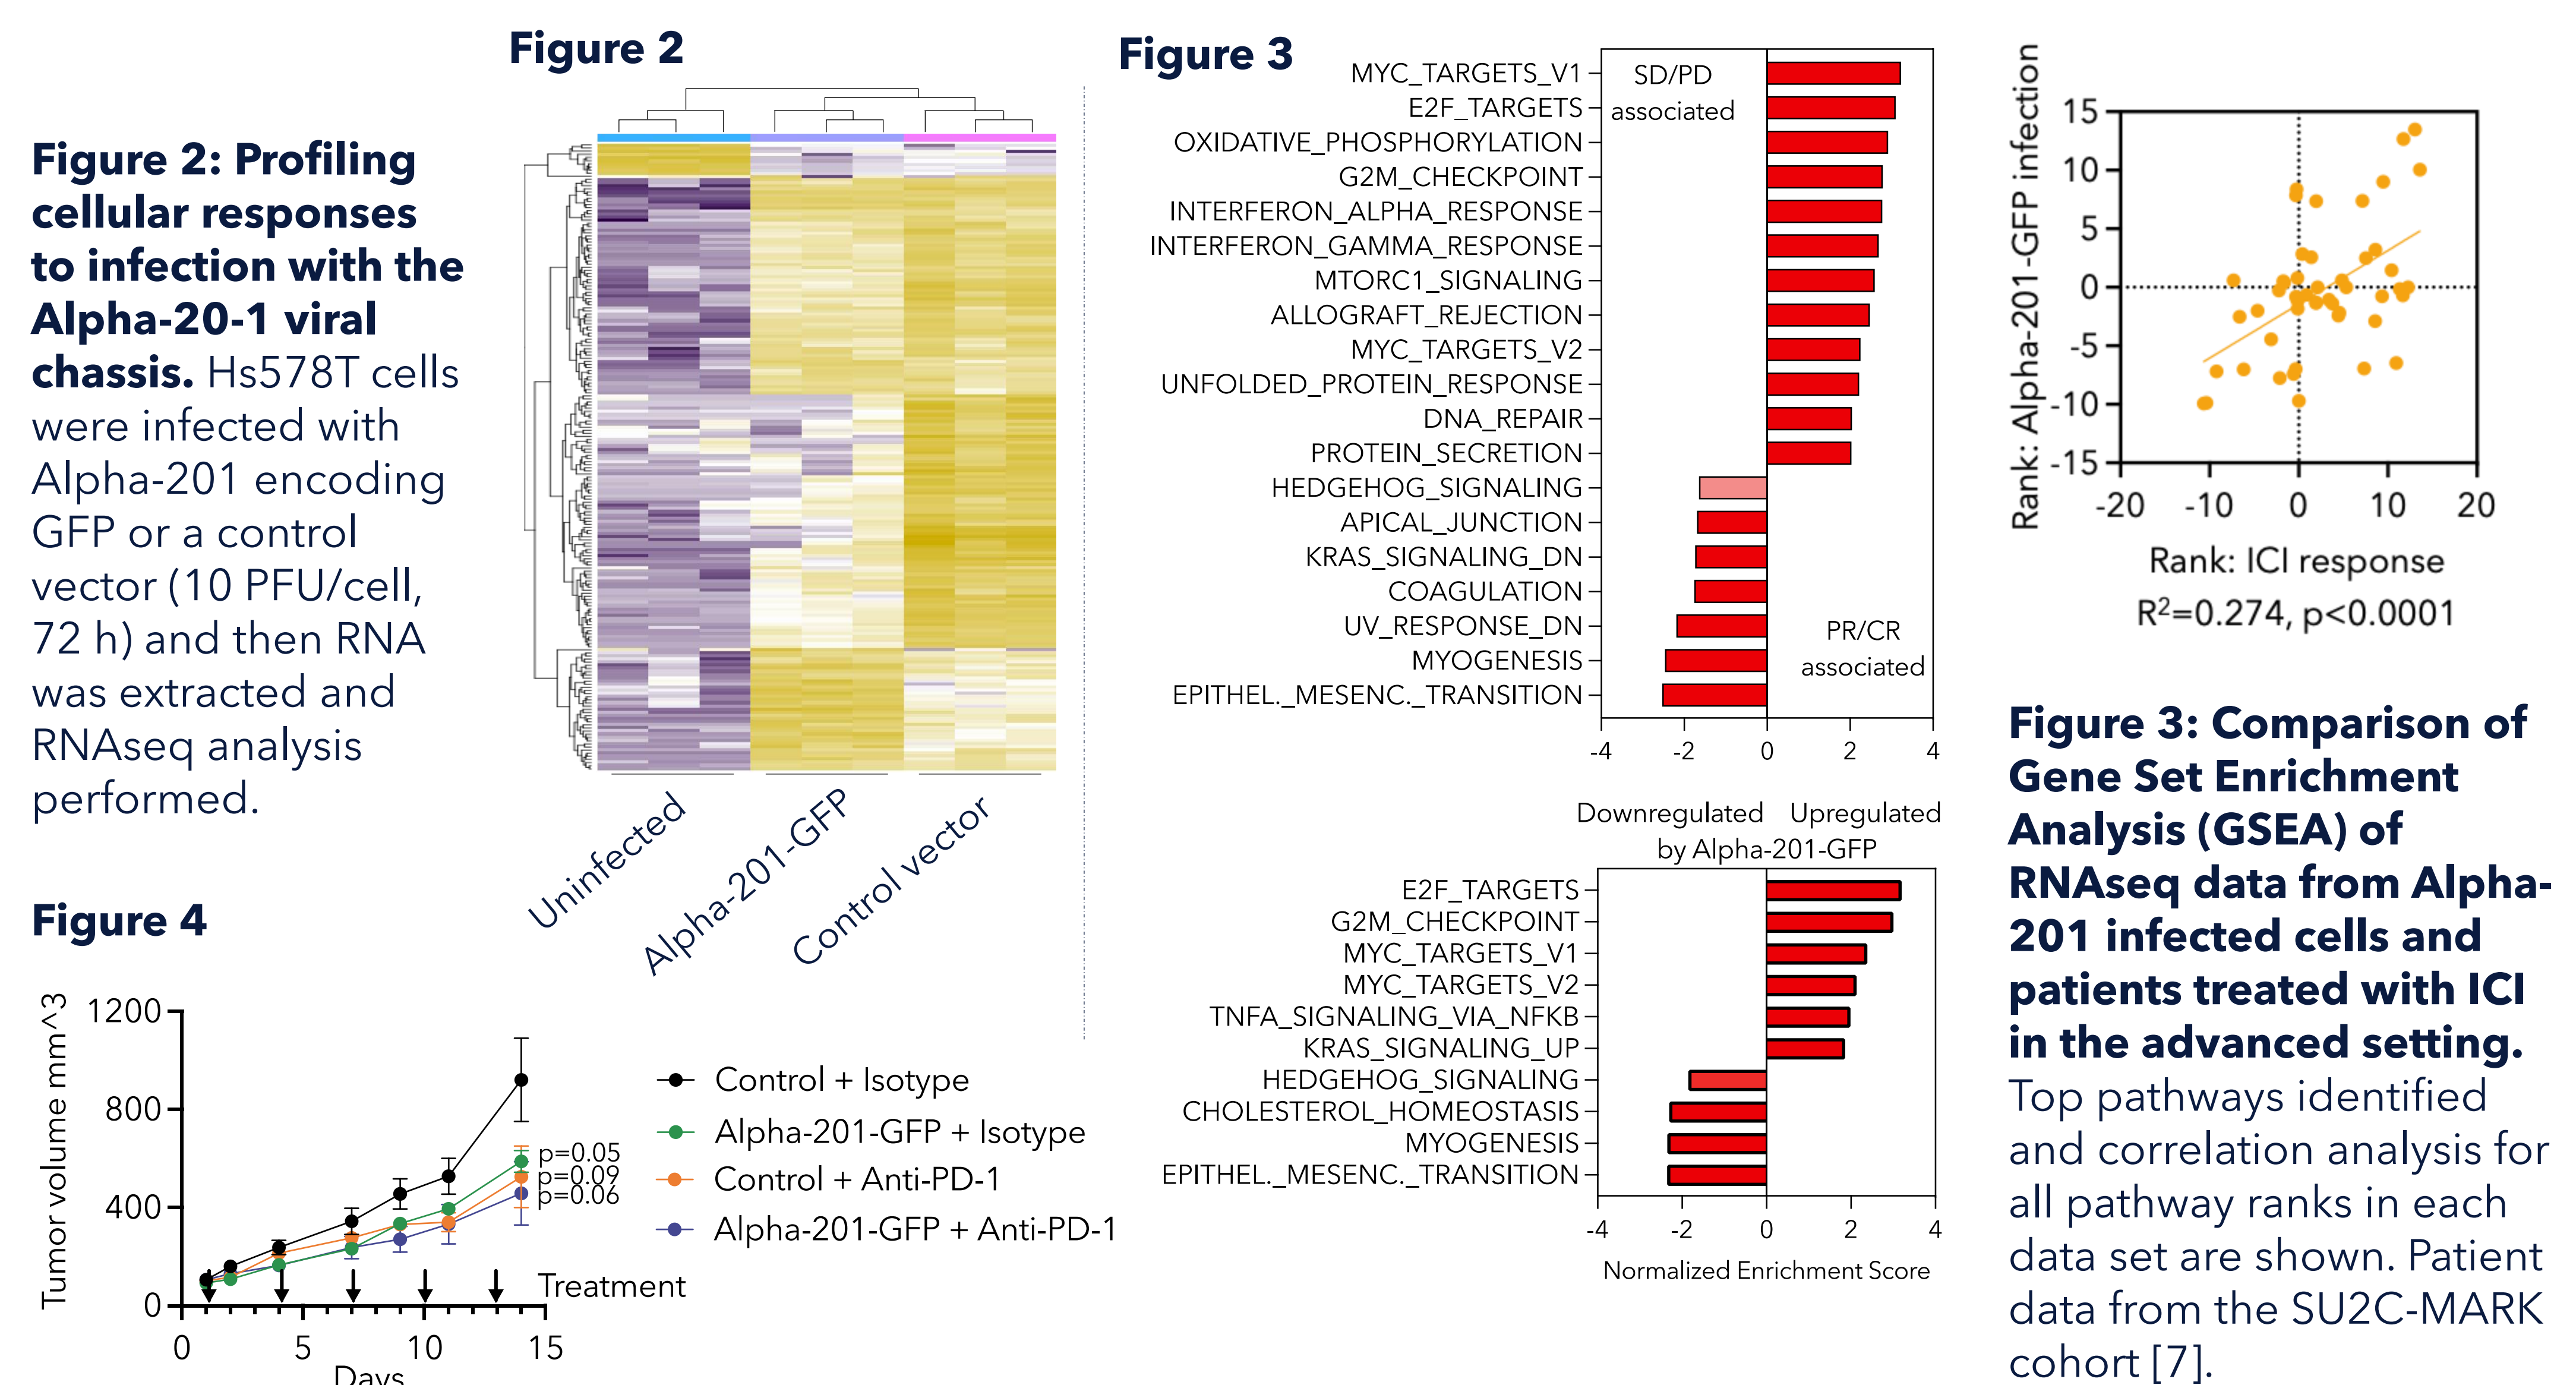 Figure 2
Figure 2: Profiling
cellular responses
to infection with the
Alpha-20-1 viral
chassis. Hs578T cells
were infected with
Alpha-201 encoding
GFP or a control
vector (10 PFU/cell,
72 h) and then RNA
was extracted and
RNAseq analysis
performed.
Uninfected
Alpha-201-GFP
Control vector
Figure 4
Tumor volume mm^3
1200
800
400
0
0
5
10
15
Days
p=0.05
p=0.09
p=0.06
Treatment
Control + Isotype
Alpha-201-GFP + Isotype
Control + Anti-PD-1
Alpha-201-GFP + Anti-PD-1
Figure 3
MYC_TARGETS_V1
E2F_TARGETS
OXIDATIVE_PHOSPHORYLATION
G2M_CHECKPOINT
INTERFERON_ALPHA_RESPONSE
INTERFERON_GAMMA_RESPONSE
MTORC1_SIGNALING
ALLOGRAFT_REJECTION
MYC_TARGETS_V2
UNFOLDED_PROTEIN_RESPONSE
DNA_REPAIR
PROTEIN_SECRETION
HEDGEHOG_SIGNALING
APICAL_JUNCTION
KRAS_SIGNALING_DN
COAGULATION
UV_RESPONSE_DN
MYOGENESIS
EPITHEL._MESENC._TRANSITION
SD/PD
associated
PR/CR
associated
-4
-2
0
2
4
Downregulated Upregulated
by Alpha-201-GFP
E2F_TARGETS
G2M_CHECKPOINT
MYC_TARGETS_V1
MYC_TARGETS_V2
TNFA_SIGNALING_VIA_NFKB
KRAS_SIGNALING_UP
HEDGEHOG_SIGNALING
CHOLESTEROL_HOMEOSTASIS
MYOGENESIS
EPITHEL._MESENC._TRANSITION
-4
-2
0
2
4
Normalized Enrichment Score
Rank: Alpha-201-GFP infection
15
10
5
0
-5
-10
-15
-20
-10
0
10
20
Rank: ICI response
R²=0.274, p<0.0001
Figure 3: Comparison of
Gene Set Enrichment
Analysis (GSEA) of
RNAseq data from Alpha-
201 infected cells and
patients treated with ICI
in the advanced setting.
Top pathways identified
and correlation analysis for
all pathway ranks in each
data set are shown. Patient
data from the SU2C-MARK
cohort [7].